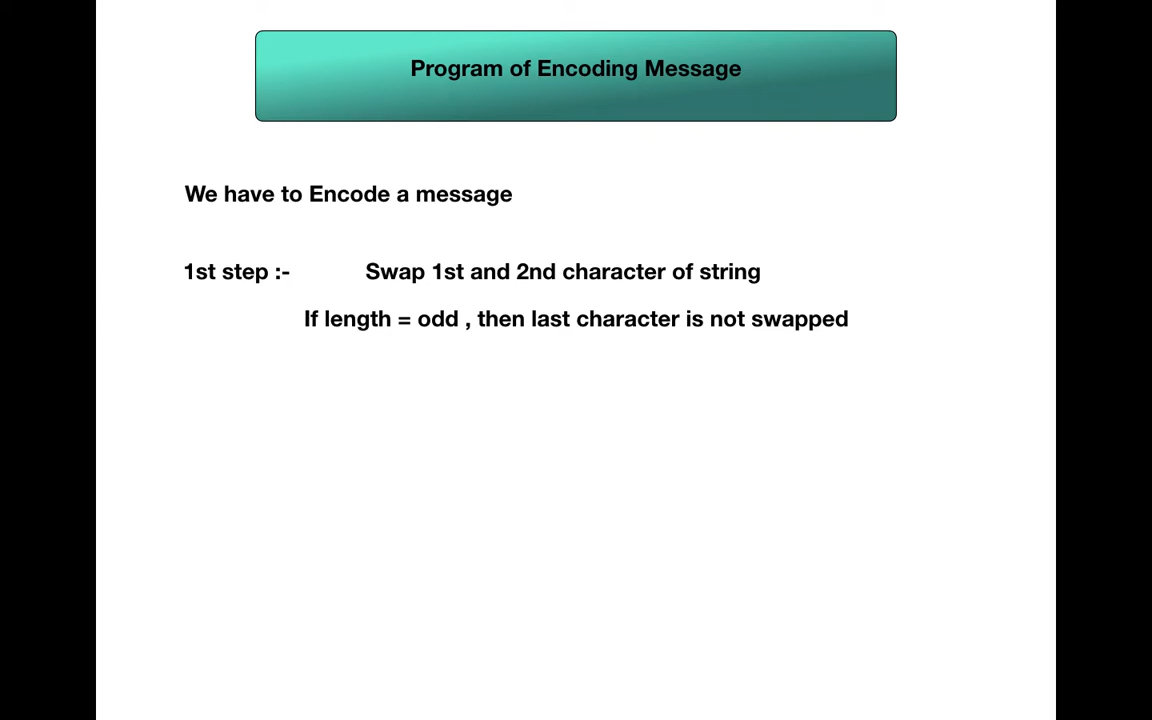 Program of Encoding Message
We have to Encode a message
1st step :- Swap 1st and 2nd character of string
If length = odd , then last character is not swapped